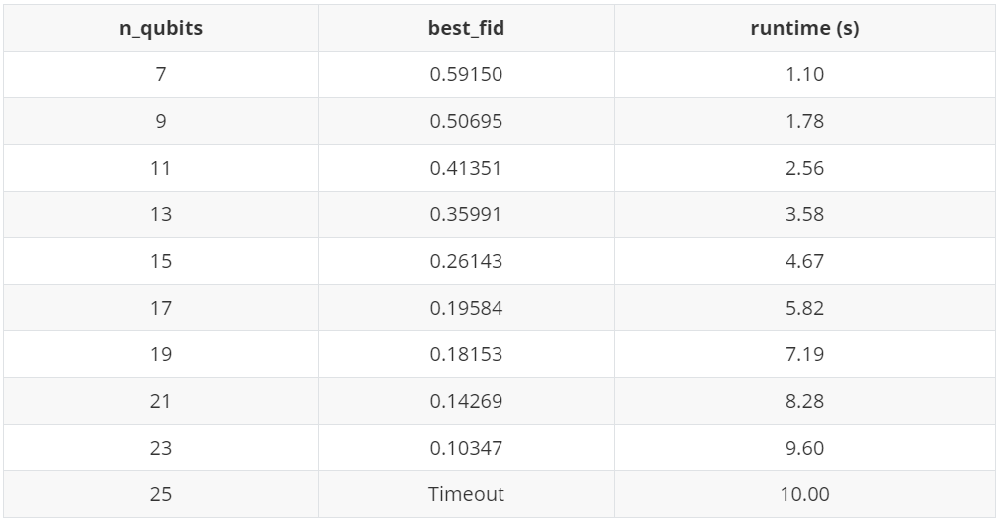 n_qubits best_fid runtime (s)
7 0.59150 1.10
9 0.50695 1.78
11 0.41351 2.56
13 0.35991 3.58
15 0.26143 4.67
17 0.19584 5.82
19 0.18153 7.19
21 0.14269 8.28
23 0.10347 9.60
25 Timeout 10.00